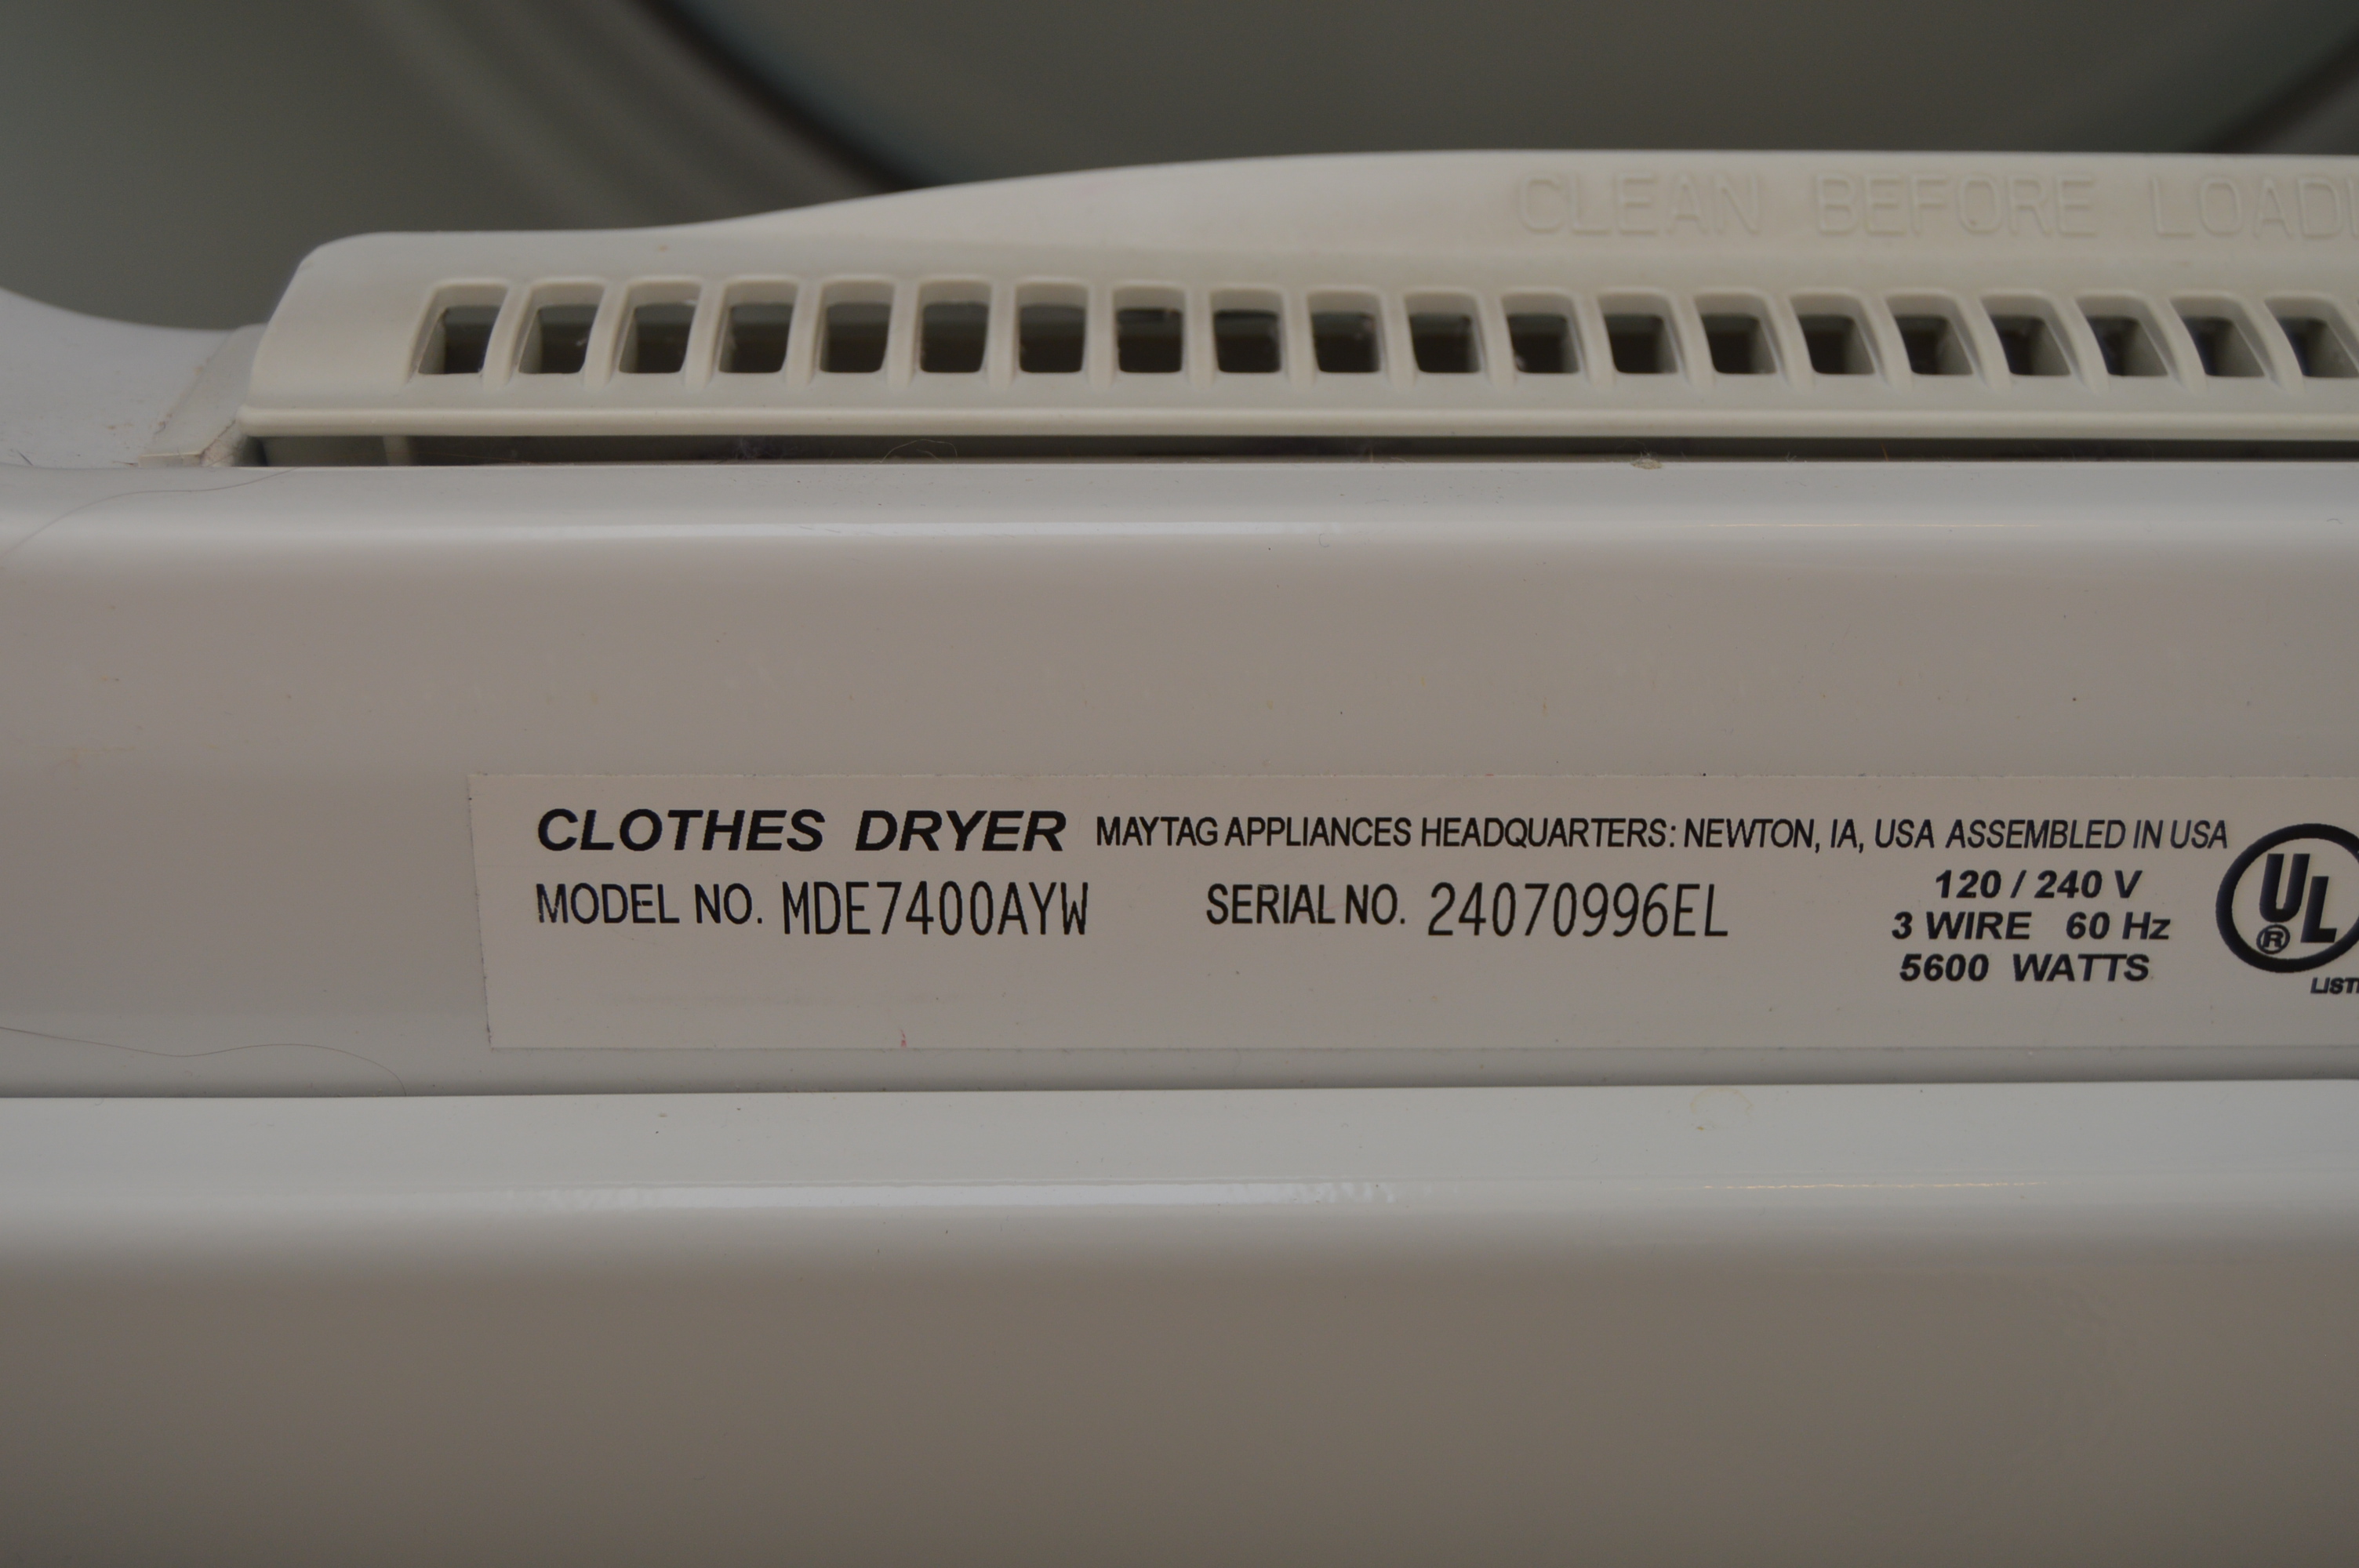 CLEAN BEFORE
CLOTHES DRYER MAYTAG APPLIANCES HEADQUARTERS: NEWTON, IA, USA ASSEMBLED IN USA
MODEL NO. MDE7400AYW SERIAL NO. 24070996EL
120 / 240 V
3 WIRE 60 Hz
5600 WATTS
UL
®